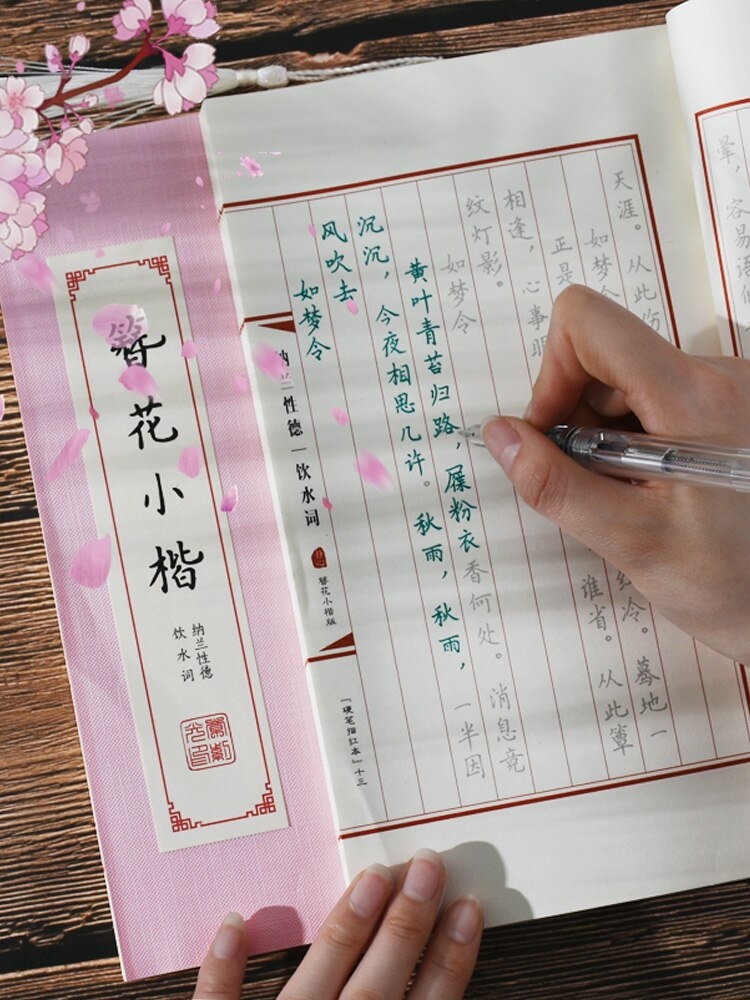 簪花小楷
纳兰性德
饮水词
晕，
容易语
天涯。从此伤
如梦令
正是
冷。蓦地一
相逢，心事眼
谁省。从此簟
纹灯影。
如梦令
黄叶青苔归路，屧粉衣香何处。消息竟
沉沉，今夜相思几许。秋雨，秋雨，一半因
风吹去
如梦令
纳兰性德｜饮水词
簪花小楷版
『硬笔描红本』十三